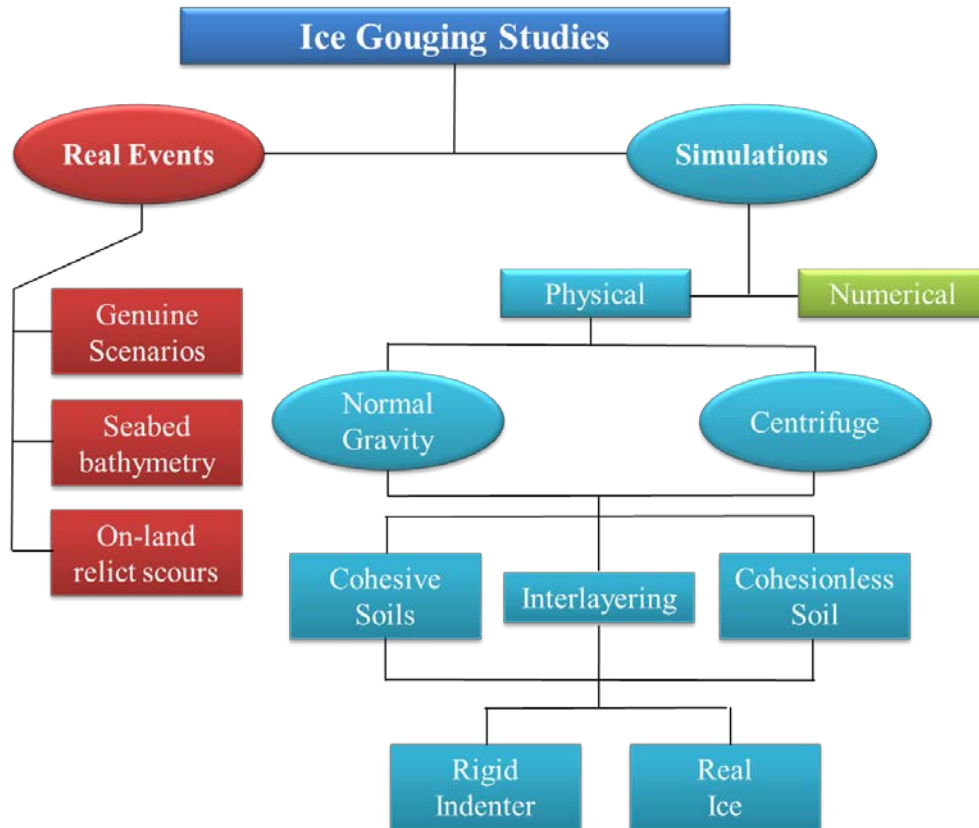 Ice Gouging Studies
Real Events
Simulations
Physical
Numerical
Genuine
Scenarios
Normal
Gravity
Centrifuge
Seabed
bathymetry
On-land
relict scours
Cohesive
Soils
Interlayering
Cohesionless
Soil
Rigid
Indenter
Real
Ice